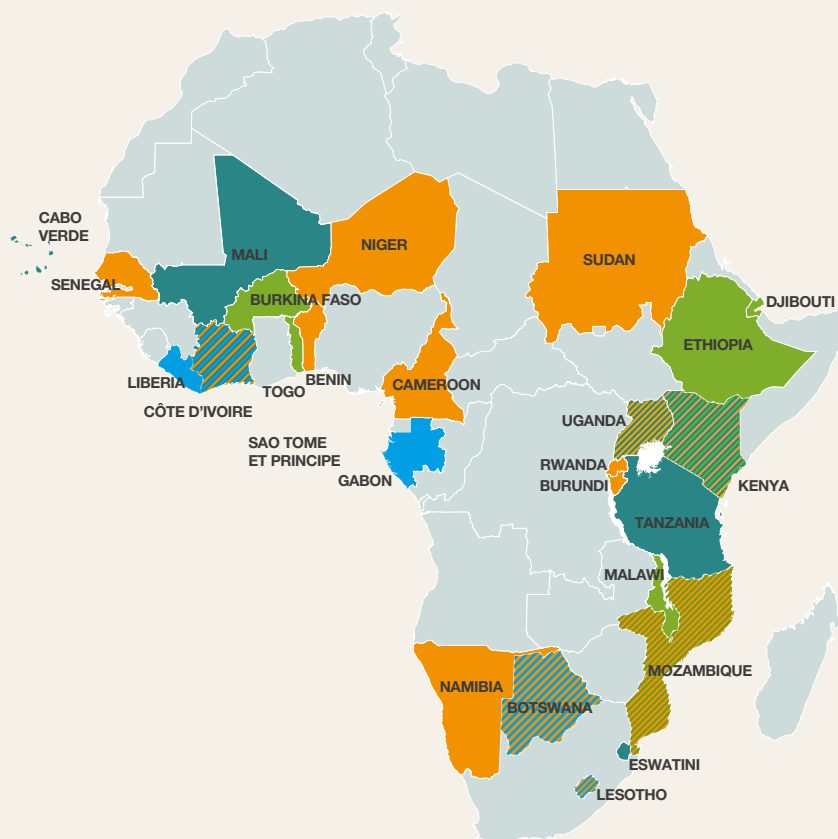 CABO
VERDE
MALI
NIGER
SUDAN
SENEGAL
BURKINA FASO
DJIBOUTI
ETHIOPIA
LIBERIA
TOGO
BENIN
CAMEROON
CÔTE D'IVOIRE
UGANDA
SAO TOME
ET PRINCIPE
GABON
RWANDA
BURUNDI
KENYA
TANZANIA
MALAWI
MOZAMBIQUE
NAMIBIA
BOTSWANA
ESWATINI
LESOTHO